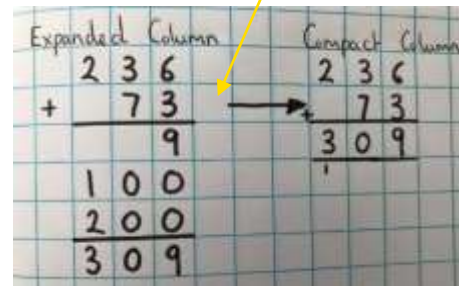 Expanded Column
2 3 6
+ 7 3
9
1 0 0
2 0 0
3 0 9
Compact Column
2 3 6
+ 7 3
3 0 9
1